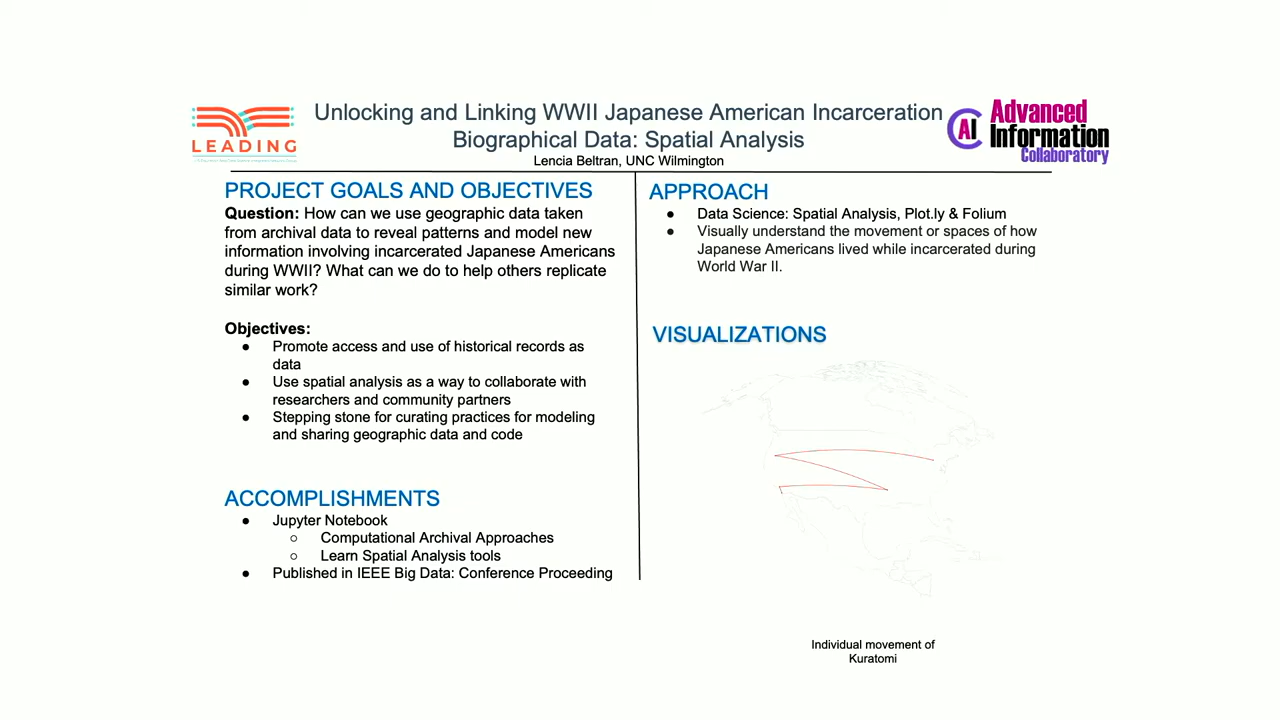 LEADING
Unlocking and Linking WWII Japanese American Incarceration
Biographical Data: Spatial Analysis
Lencia Beltran, UNC Wilmington
AI
Advanced
Information
Collaboratory
PROJECT GOALS AND OBJECTIVES
Question: How can we use geographic data taken
from archival data to reveal patterns and model new
information involving incarcerated Japanese Americans
during WWII? What can we do to help others replicate
similar work?
Objectives:
● Promote access and use of historical records as
data
● Use spatial analysis as a way to collaborate with
researchers and community partners
● Stepping stone for curating practices for modeling
and sharing geographic data and code
ACCOMPLISHMENTS
● Jupyter Notebook
○ Computational Archival Approaches
○ Learn Spatial Analysis tools
● Published in IEEE Big Data: Conference Proceeding
APPROACH
● Data Science: Spatial Analysis, Plot.ly & Folium
● Visually understand the movement or spaces of how
Japanese Americans lived while incarcerated during
World War II.
VISUALIZATIONS
Individual movement of
Kuratomi